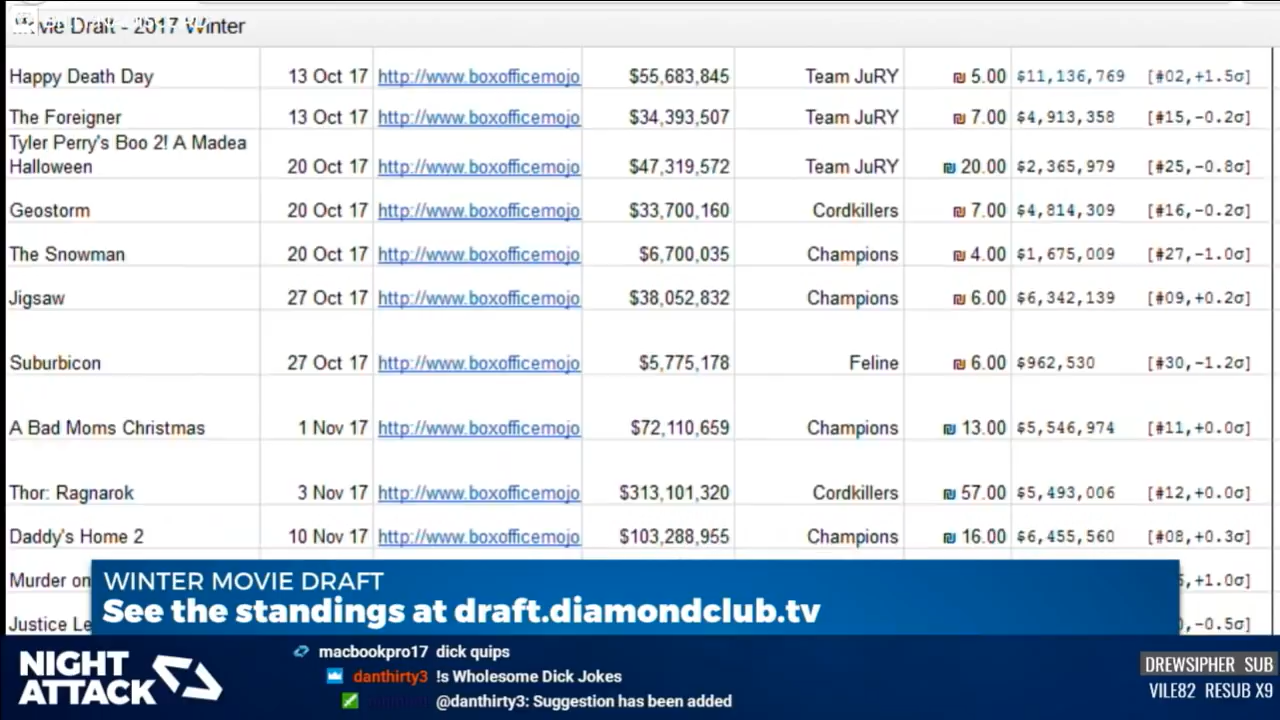 Movie Draft - 2017 Winter
Happy Death Day 13 Oct 17 http://www.boxofficemojo $55,683,845 Team JuRY ₪ 5.00 $11,136,769 [#02,+1.5σ]
The Foreigner 13 Oct 17 http://www.boxofficemojo $34,393,507 Team JuRY ₪ 7.00 $4,913,358 [#15,-0.2σ]
Tyler Perry's Boo 2! A Madea
Halloween 20 Oct 17 http://www.boxofficemojo $47,319,572 Team JuRY ₪ 20.00 $2,365,979 [#25,-0.8σ]
Geostorm 20 Oct 17 http://www.boxofficemojo $33,700,160 Cordkillers ₪ 7.00 $4,814,309 [#16,-0.2σ]
The Snowman 20 Oct 17 http://www.boxofficemojo $6,700,035 Champions ₪ 4.00 $1,675,009 [#27,-1.0σ]
Jigsaw 27 Oct 17 http://www.boxofficemojo $38,052,832 Champions ₪ 6.00 $6,342,139 [#09,+0.2σ]
Suburbicon 27 Oct 17 http://www.boxofficemojo $5,775,178 Feline ₪ 6.00 $962,530 [#30,-1.2σ]
A Bad Moms Christmas 1 Nov 17 http://www.boxofficemojo $72,110,659 Champions ₪ 13.00 $5,546,974 [#11,+0.0σ]
Thor: Ragnarok 3 Nov 17 http://www.boxofficemojo $313,101,320 Cordkillers ₪ 57.00 $5,493,006 [#12,+0.0σ]
Daddy's Home 2 10 Nov 17 http://www.boxofficemojo $103,288,955 Champions ₪ 16.00 $6,455,560 [#08,+0.3σ]
Murder on ,+1.0σ]
Justice Le ,-0.5σ]
WINTER MOVIE DRAFT
See the standings at draft.diamondclub.tv
NIGHT
ATTACK
macbookpro17 dick quips
danthirty3 !s Wholesome Dick Jokes
@danthirty3: Suggestion has been added
DREWSIPHER SUB
VILE82 RESUB X9